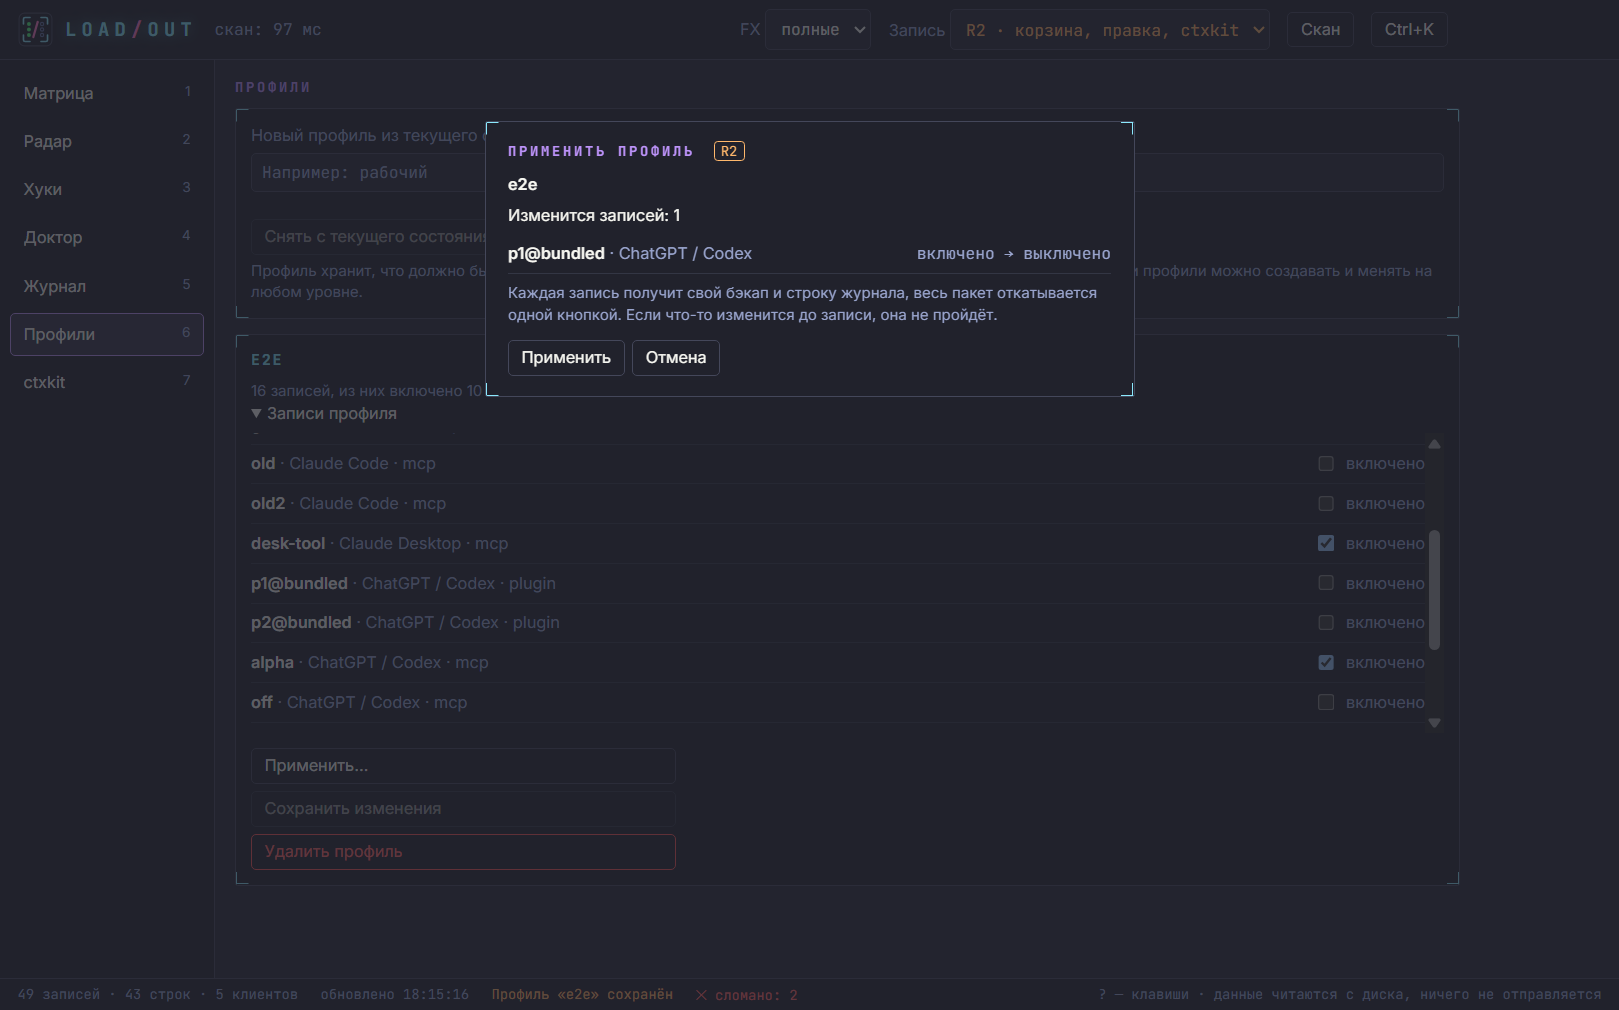 LOAD/OUT скан: 97 мс FX полные Запись R2 · корзина, правка, ctxkit Скан Ctrl+K
Матрица 1
Радар 2
Хуки 3
Доктор 4
Журнал 5
Профили 6
ctxkit 7
ПРОФИЛИ
Новый профиль из текущего
Например: рабочий
Снять с текущего состояния
Профиль хранит, что должно профили можно создавать и менять на
любом уровне.
ПРИМЕНИТЬ ПРОФИЛЬ R2
e2e
Изменится записей: 1
p1@bundled · ChatGPT / Codex включено → выключено
Каждая запись получит свой бэкап и строку журнала, весь пакет откатывается
одной кнопкой. Если что-то изменится до записи, она не пройдёт.
Применить Отмена
E2E
16 записей, из них включено 10
▼ Записи профиля
old · Claude Code · mcp включено
old2 · Claude Code · mcp включено
desk-tool · Claude Desktop · mcp включено
p1@bundled · ChatGPT / Codex · plugin включено
p2@bundled · ChatGPT / Codex · plugin включено
alpha · ChatGPT / Codex · mcp включено
off · ChatGPT / Codex · mcp включено
Применить...
Сохранить изменения
Удалить профиль
49 записей · 43 строк · 5 клиентов обновлено 18:15:16 Профиль «e2e» сохранён × сломано: 2 ? — клавиши · данные читаются с диска, ничего не отправляется